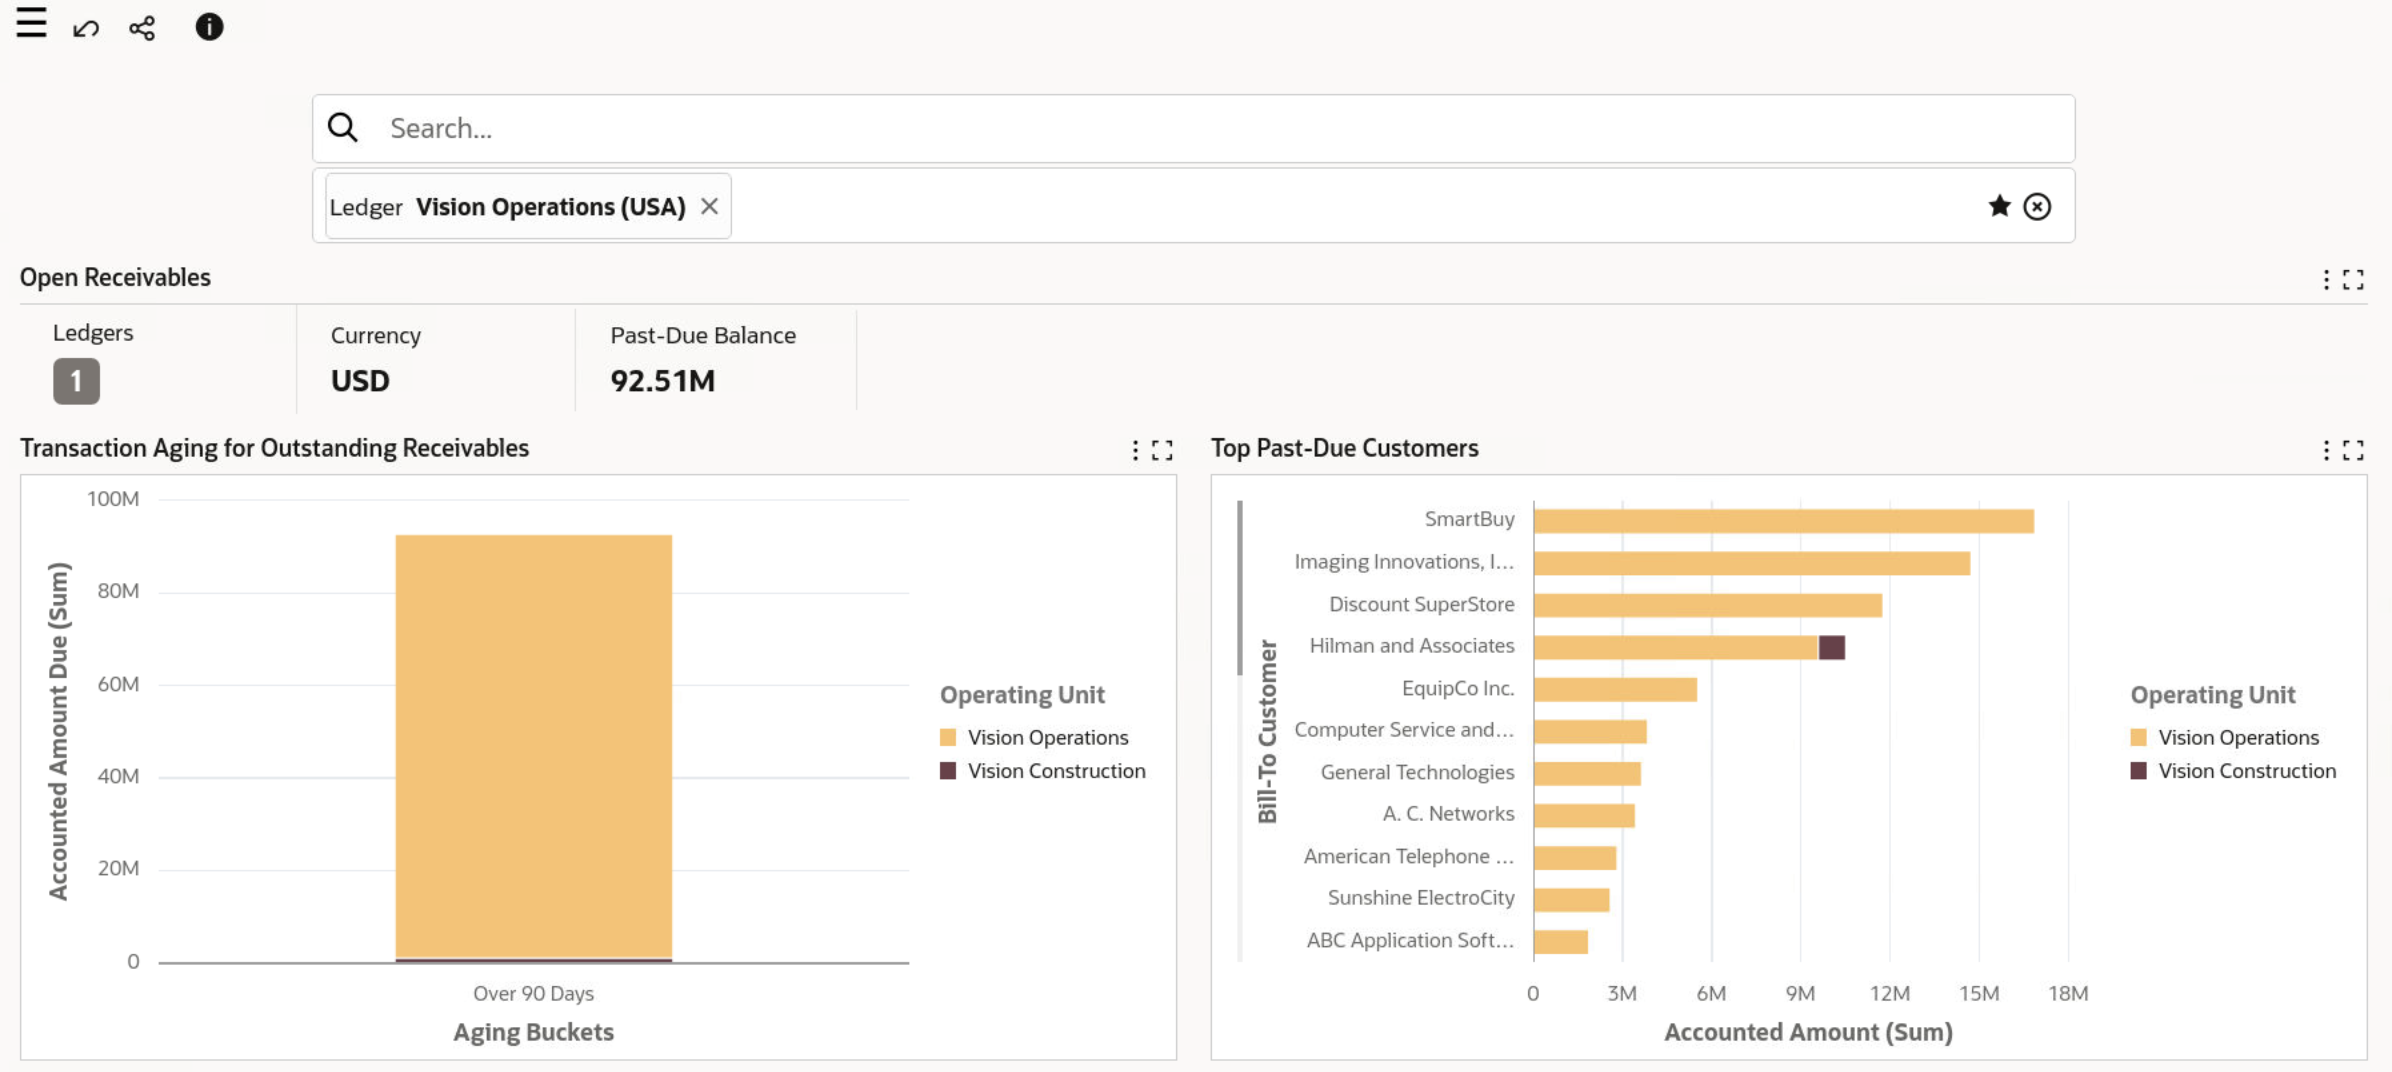 Search...
Ledger Vision Operations (USA)
Open Receivables
Ledgers
1
Currency
USD
Past-Due Balance
92.51M
Transaction Aging for Outstanding Receivables
Accounted Amount Due (Sum)
100M
80M
60M
40M
20M
0
Over 90 Days
Aging Buckets
Operating Unit
Vision Operations
Vision Construction
Top Past-Due Customers
Bill-To Customer
SmartBuy
Imaging Innovations, I...
Discount SuperStore
Hilman and Associates
EquipCo Inc.
Computer Service and...
General Technologies
A. C. Networks
American Telephone ...
Sunshine ElectroCity
ABC Application Soft...
0 3M 6M 9M 12M 15M 18M
Accounted Amount (Sum)
Operating Unit
Vision Operations
Vision Construction